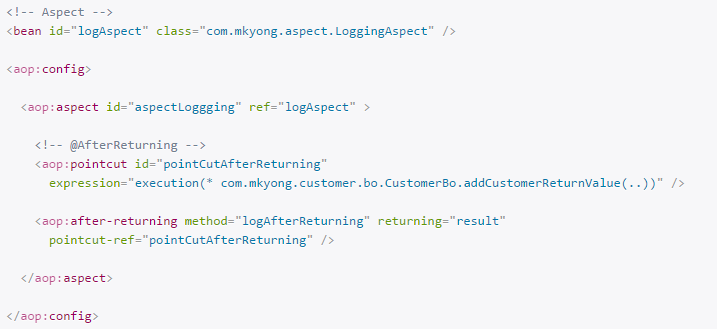 <!-- Aspect -->
<bean id="logAspect" class="com.mkyong.aspect.LoggingAspect" />
<aop:config>
<aop:aspect id="aspectLoggging" ref="logAspect" >
<!-- @AfterReturning -->
<aop:pointcut id="pointCutAfterReturning"
expression="execution(* com.mkyong.customer.bo.CustomerBo.addCustomerReturnValue(..))" />
<aop:after-returning method="logAfterReturning" returning="result"
pointcut-ref="pointCutAfterReturning" />
</aop:aspect>
</aop:config>